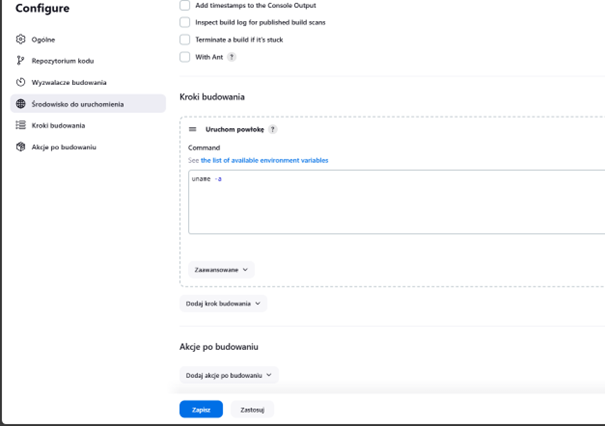 Configure
Ogólne
Repozytorium kodu
Wyzwalacze budowania
Środowisko do uruchomienia
Kroki budowania
Akcje po budowaniu
Add timestamps to the Console Output
Inspect build log for published build scans
Terminate a build if it's stuck
With Ant ?
Kroki budowania
Uruchom powłokę ?
Command
See the list of available environment variables
uname -a
Zaawansowane
Dodaj krok budowania
Akcje po budowaniu
Dodaj akcje po budowaniu
Zapisz
Zastosuj